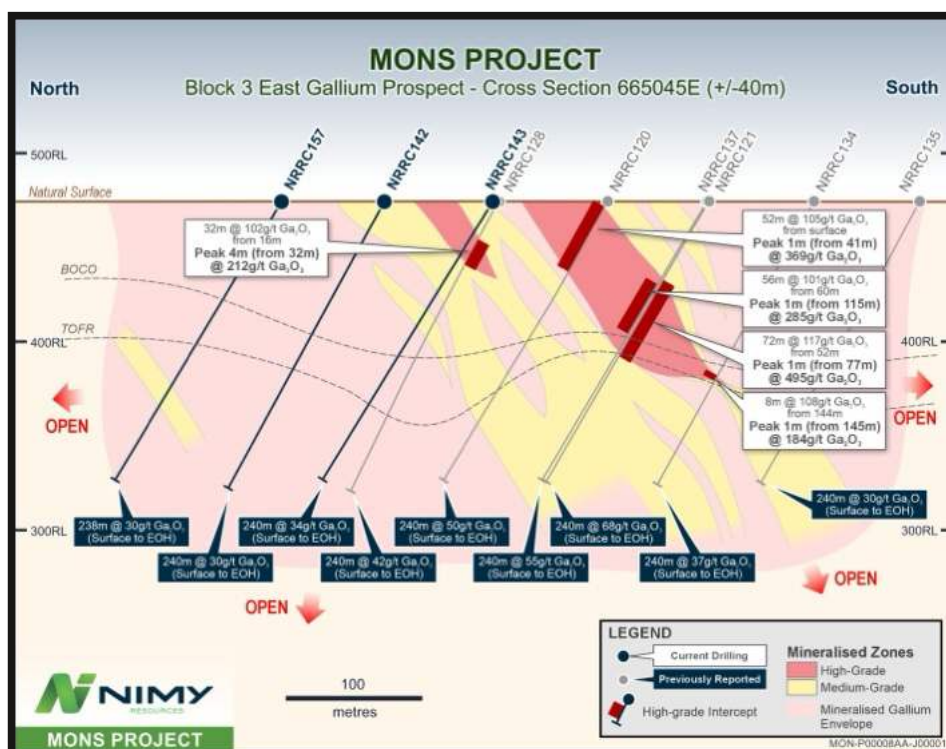 MONS PROJECT
Block 3 East Gallium Prospect - Cross Section 665045E (+/-40m)
North
South
NRRC157
NRRC142
NRRC143
NRRC128
NRRC120
NRRC137
NRRC121
NRRC134
NRRC135
500RL
Natural Surface
BOCO
TOFR
400RL
400RL
300RL
300RL
32m @ 102g/t Ga₂O₃
from 16m
Peak 4m (from 32m)
@ 212g/t Ga₂O₃
52m @ 105g/t Ga₂O₃
from surface
Peak 1m (from 41m)
@ 369g/t Ga₂O₃
56m @ 101g/t Ga₂O₃
from 60m
Peak 1m (from 115m)
@ 285g/t Ga₂O₃
72m @ 117g/t Ga₂O₃
from 52m
Peak 1m (from 77m)
@ 495g/t Ga₂O₃
8m @ 108g/t Ga₂O₃
from 144m
Peak 1m (from 145m)
@ 184g/t Ga₂O₃
OPEN
OPEN
238m @ 30g/t Ga₂O₃
(Surface to EOH)
240m @ 30g/t Ga₂O₃
(Surface to EOH)
240m @ 34g/t Ga₂O₃
(Surface to EOH)
240m @ 42g/t Ga₂O₃
(Surface to EOH)
240m @ 50g/t Ga₂O₃
(Surface to EOH)
240m @ 55g/t Ga₂O₃
(Surface to EOH)
240m @ 68g/t Ga₂O₃
(Surface to EOH)
240m @ 37g/t Ga₂O₃
(Surface to EOH)
240m @ 30g/t Ga₂O₃
(Surface to EOH)
OPEN
OPEN
NIMY
RESOURCES
MONS PROJECT
100
metres
LEGEND
Current Drilling
Previously Reported
High-grade Intercept
Mineralised Zones
High-Grade
Medium-Grade
Mineralised Gallium
Envelope
MON-P00008AA-J00001